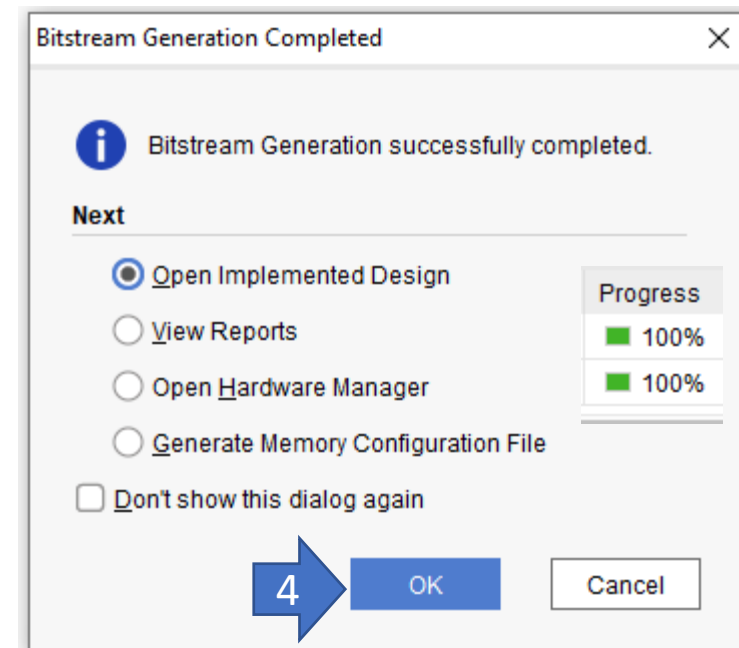 Bitstream Generation Completed
Bitstream Generation successfully completed.
Next
Open Implemented Design
View Reports
Open Hardware Manager
Generate Memory Configuration File
Progress
100%
100%
Don't show this dialog again
4
OK
Cancel